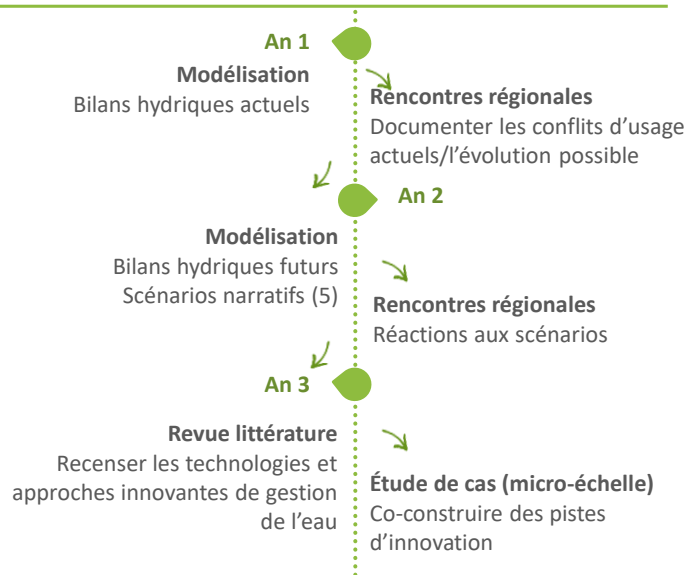 An 1
Modélisation
Bilans hydriques actuels
Rencontres régionales
Documenter les conflits d’usage
actuels/l’évolution possible
An 2
Modélisation
Bilans hydriques futurs
Scénarios narratifs (5)
Rencontres régionales
Réactions aux scénarios
An 3
Revue littérature
Recenser les technologies et
approches innovantes de gestion
de l’eau
Étude de cas (micro-échelle)
Co-construire des pistes
d’innovation